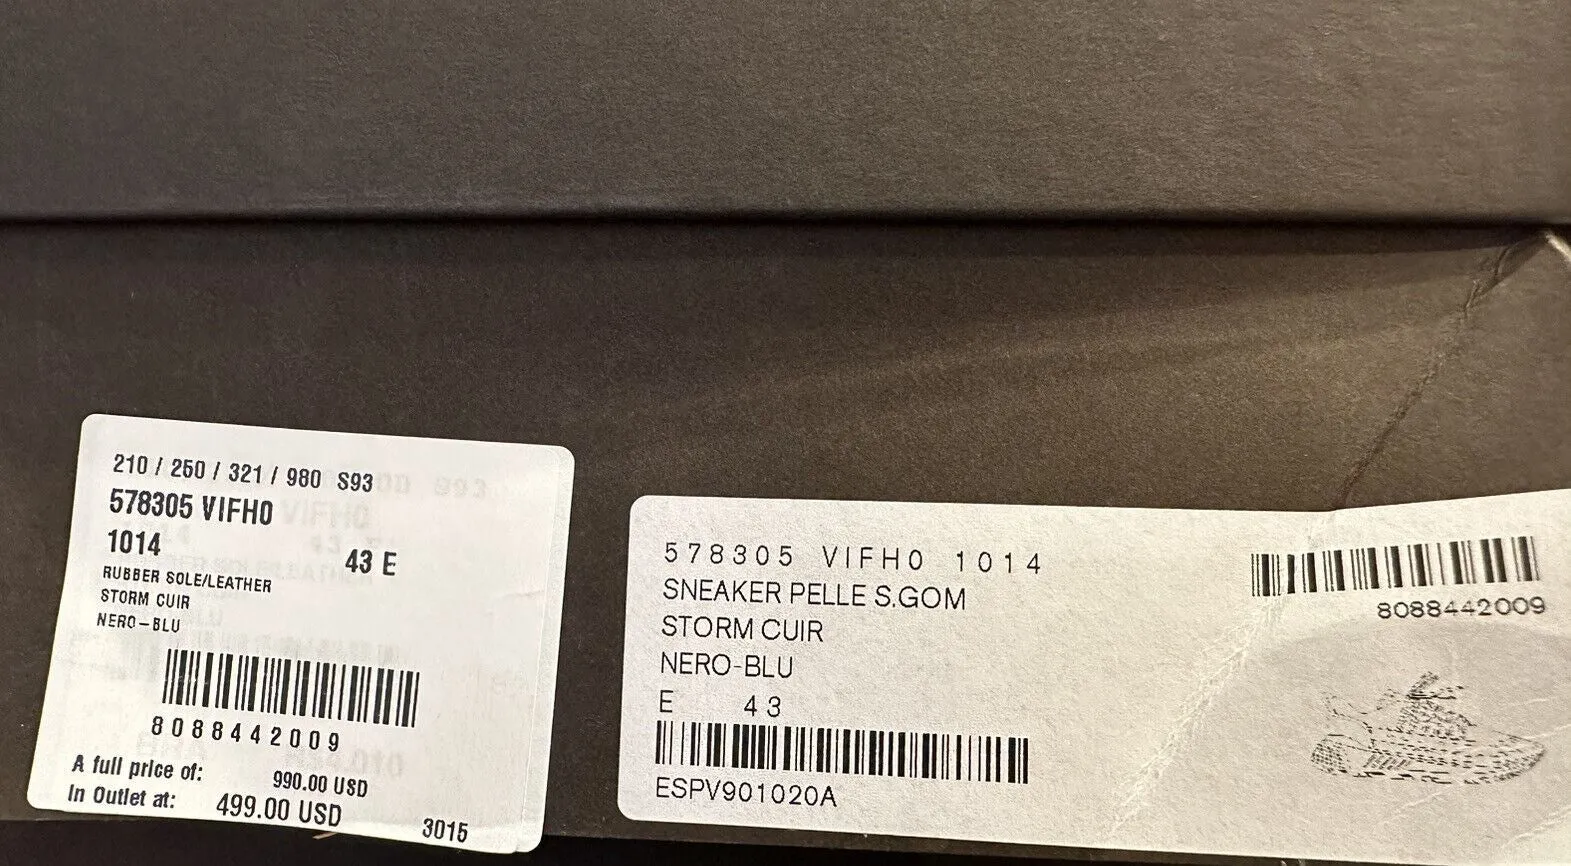 210 / 250 / 321 / 980 S93
578305 VIFH0
1014
43 E
RUBBER SOLE/LEATHER
STORM CUIR
NERO-BLU
8088442009
A full price of: 990.00 USD
In Outlet at: 499.00 USD
3015
578305 VIFH0 1014
SNEAKER PELLE S.GOM
STORM CUIR
NERO-BLU
E 43
ESPV901020A
8088442009